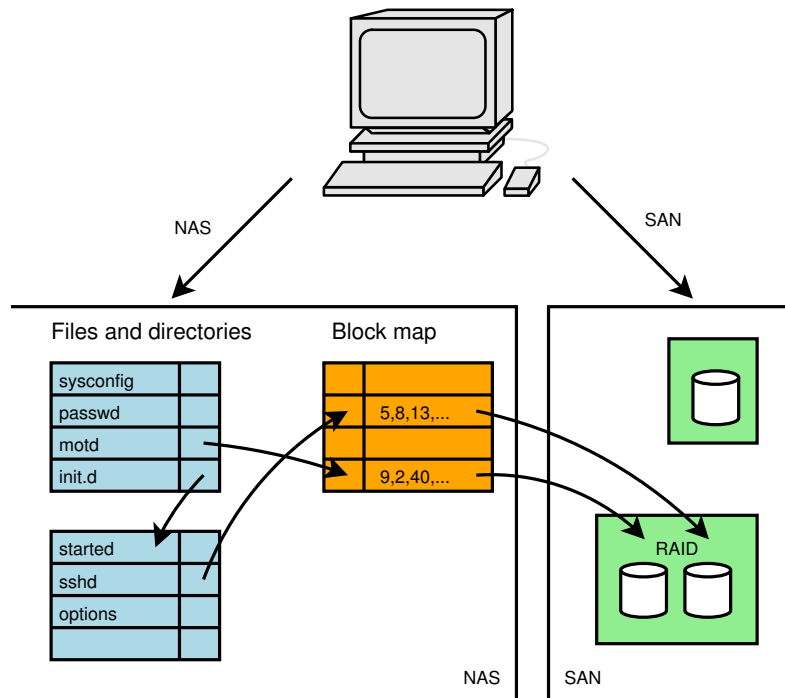 NAS
SAN
Files and directories
Block map
sysconfig
passwd
motd
init.d
5,8,13,...
9,2,40,...
started
sshd
options
RAID
NAS
SAN